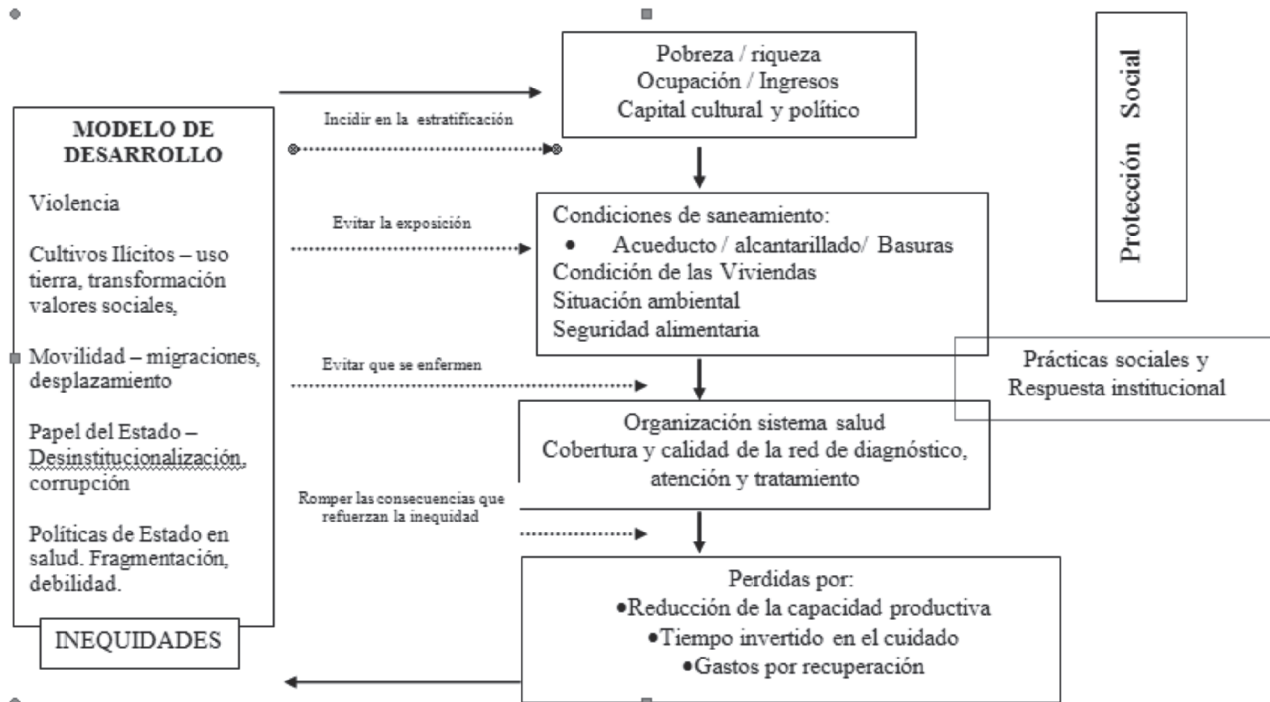 MODELO DE
DESARROLLO
Violencia
Cultivos Ilícitos – uso
tierra, transformación
valores sociales,
Movilidad – migraciones,
desplazamiento
Papel del Estado –
Desinstitucionalización,
corrupción
Políticas de Estado en
salud. Fragmentación,
debilidad.
INEQUIDADES
Incidir en la estratificación
Evitar la exposición
Evitar que se enfermen
Romper las consecuencias que
refuerzan la inequidad
Pobreza / riqueza
Ocupación / Ingresos
Capital cultural y político
Condiciones de saneamiento:
• Acueducto / alcantarillado/ Basuras
Condición de las Viviendas
Situación ambiental
Seguridad alimentaria
Organización sistema salud
Cobertura y calidad de la red de diagnóstico,
atención y tratamiento
Perdidas por:
•Reducción de la capacidad productiva
•Tiempo invertido en el cuidado
•Gastos por recuperación
Protección Social
Prácticas sociales y
Respuesta institucional